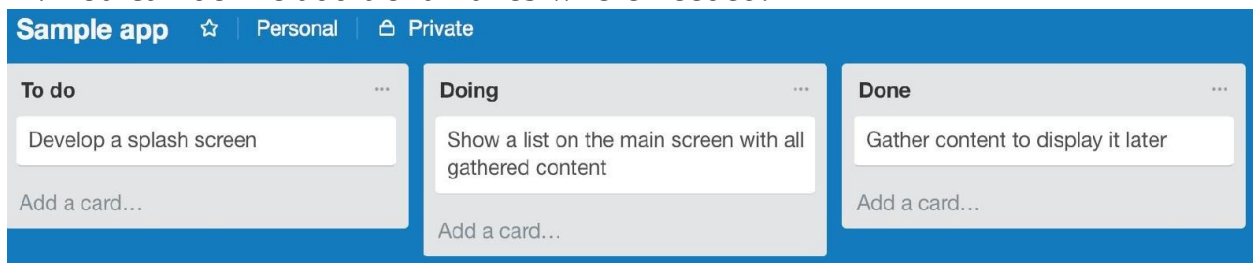 Sample app Personal Private
To do
Develop a splash screen
Add a card...
Doing
Show a list on the main screen with all
gathered content
Add a card...
Done
Gather content to display it later
Add a card...